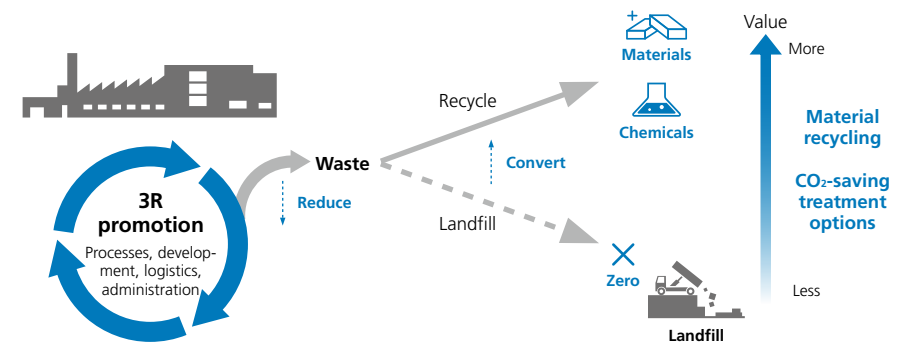 3R
promotion
Processes, develop-
ment, logistics,
administration
Waste
Reduce
Recycle
Convert
Landfill
Materials
Chemicals
Zero
Landfill
Value
More
Material
recycling
CO₂-saving
treatment
options
Less